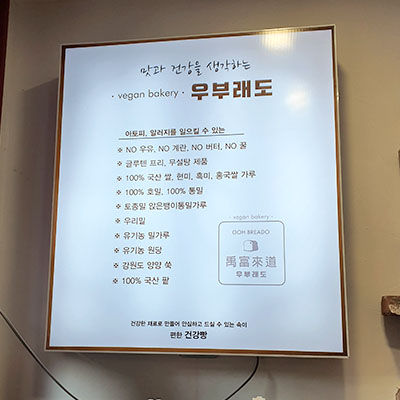 맛과 건강을 생각하는
· vegan bakery · 우부래도
아토피, 알러지를 일으킬 수 있는
※ NO 우유, NO 계란, NO 버터, NO 꿀
※ 글루텐 프리, 무설탕 제품
※ 100% 국산 쌀, 현미, 흑미, 홍국쌀 가루
※ 100% 호밀, 100% 통밀
※ 토종밀 앉은뱅이통밀가루
※ 우리밀
※ 유기농 밀가루
※ 유기농 원당
※ 강원도 양양 쑥
※ 100% 국산 팥
- vegan bakery -
OOH BREADO
禹富來道
우부래도
건강한 재료로 만들어 안심하고 드실 수 있는 속이
편한 건강빵